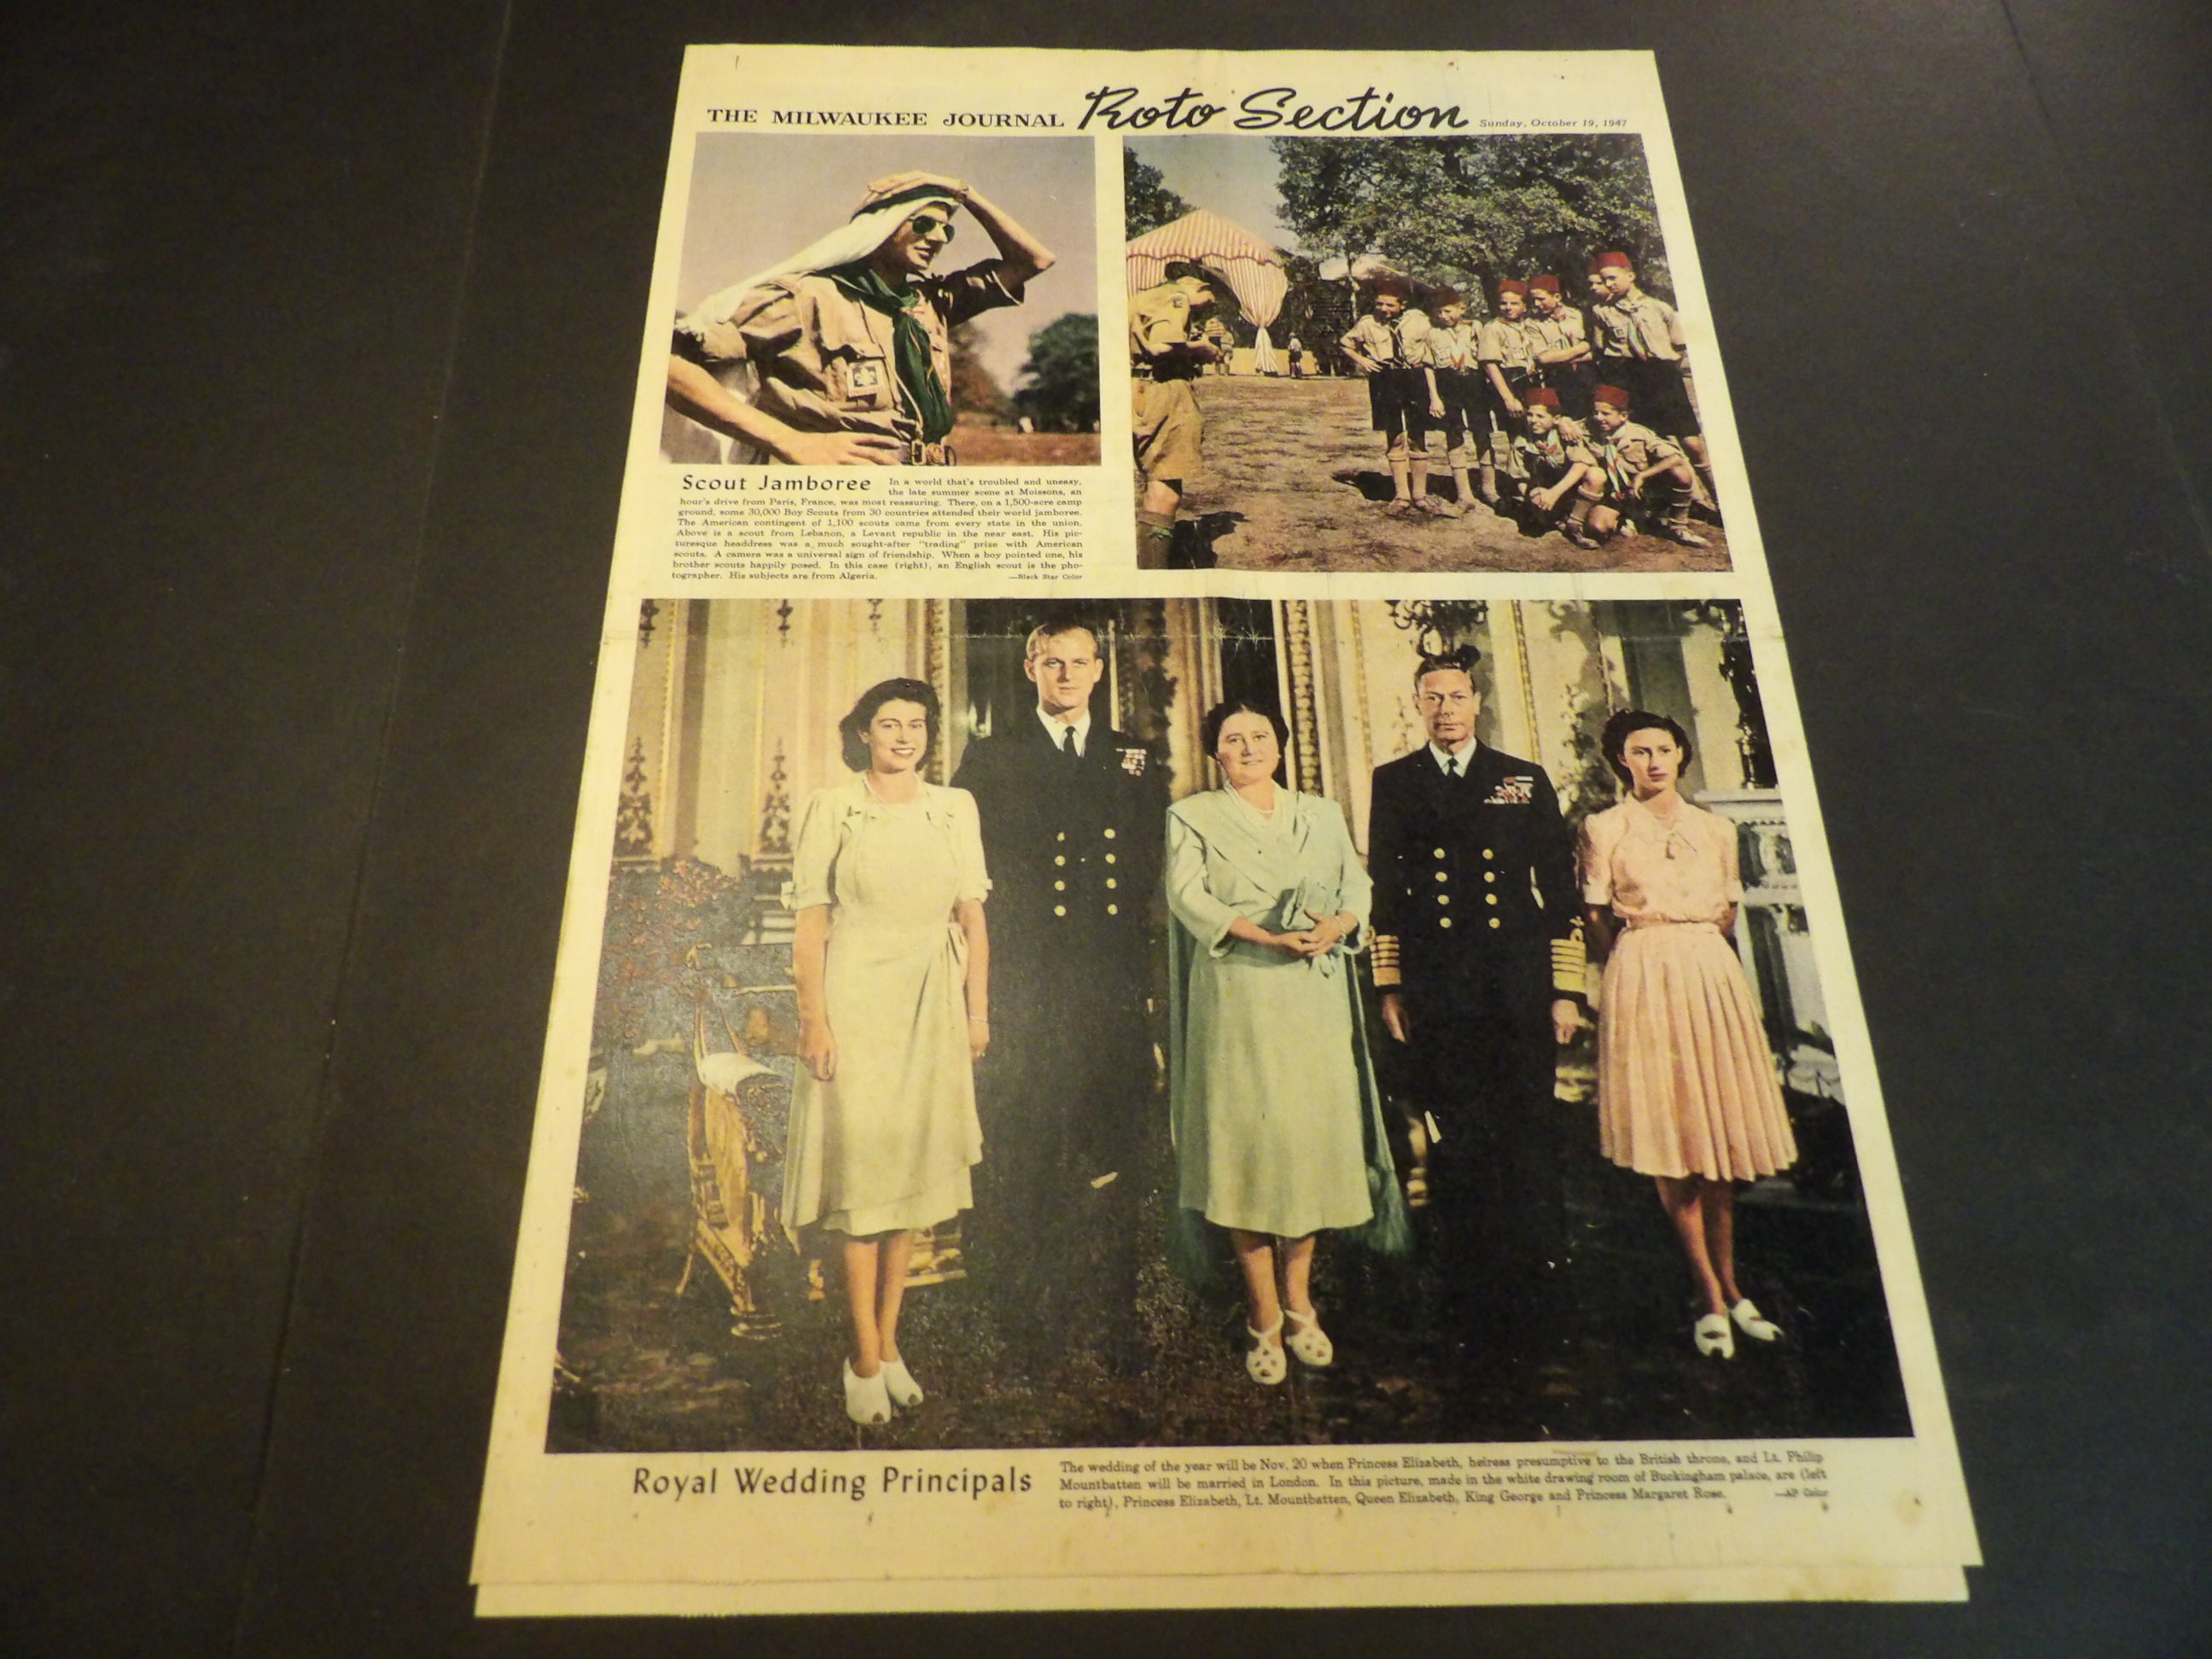 THE MILWAUKEE JOURNAL Roto Section Sunday, October 19, 1947
Scout Jamboree In a world that's troubled and uneasy,
the late summer scene at Moissons, an
hour's drive from Paris, France, was most reassuring. There, on a 1,500-acre camp
ground, some 30,000 Boy Scouts from 30 countries attended their world jamboree.
The American contingent of 1,100 scouts came from every state in the union.
Above is a scout from Lebanon, a Levant republic in the near east. His pic-
turesque headdress was a much sought-after "trading" prize with American
scouts. A camera was a universal sign of friendship. When a boy pointed one, his
brother scouts happily posed. In this case (right), an English scout is the pho-
tographer. His subjects are from Algeria. —Black Star Color
Royal Wedding Principals
The wedding of the year will be Nov. 20 when Princess Elizabeth, heiress presumptive to the British throne, and Lt. Philip
Mountbatten will be married in London. In this picture, made in the white drawing room of Buckingham palace, are (left
to right), Princess Elizabeth, Lt. Mountbatten, Queen Elizabeth, King George and Princess Margaret Rose. —AP Color